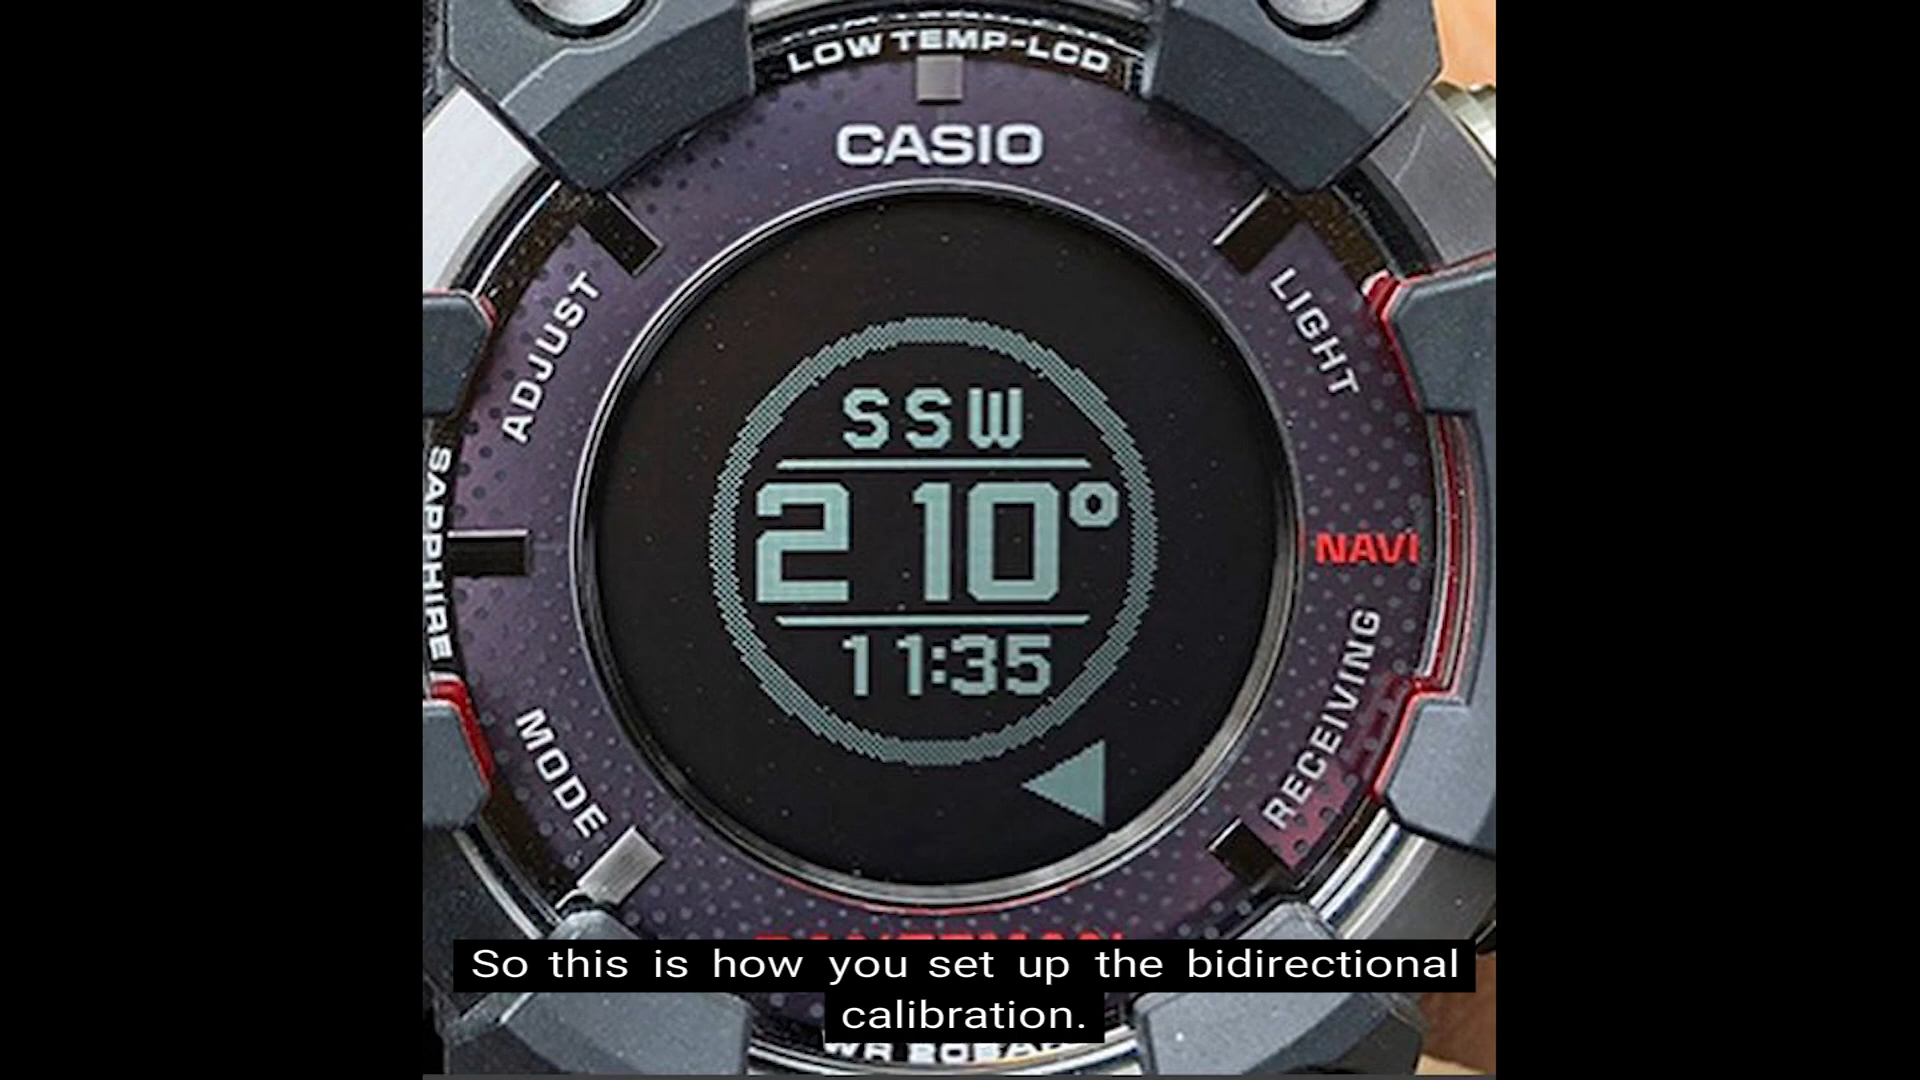 LOW TEMP-LCD
CASIO
ADJUST
LIGHT
SAPPHIRE
SSW
210°
11:35
NAVI
MODE
RECEIVING
So this is how you set up the bidirectional
calibration.